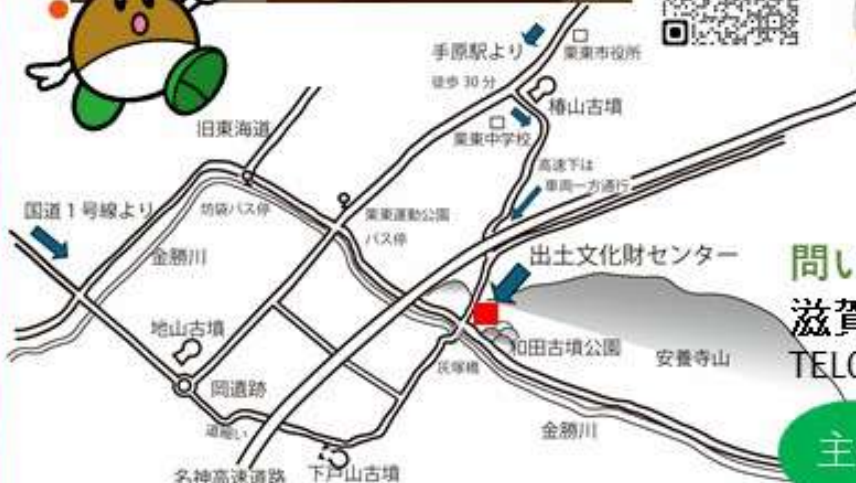 手原駅より
徒歩 30 分
栗東市役所
椿山古墳
栗東中学校
旧東海道
高速下は
車両一方通行
国道1号線より
坊袋バス停
栗東運動公園
バス停
金勝川
出土文化財センター
問い
滋賀
TEL
地山古墳
和田古墳公園
安養寺山
灰塚橋
岡遺跡
金勝川
主
名神高速道路
下戸山古墳